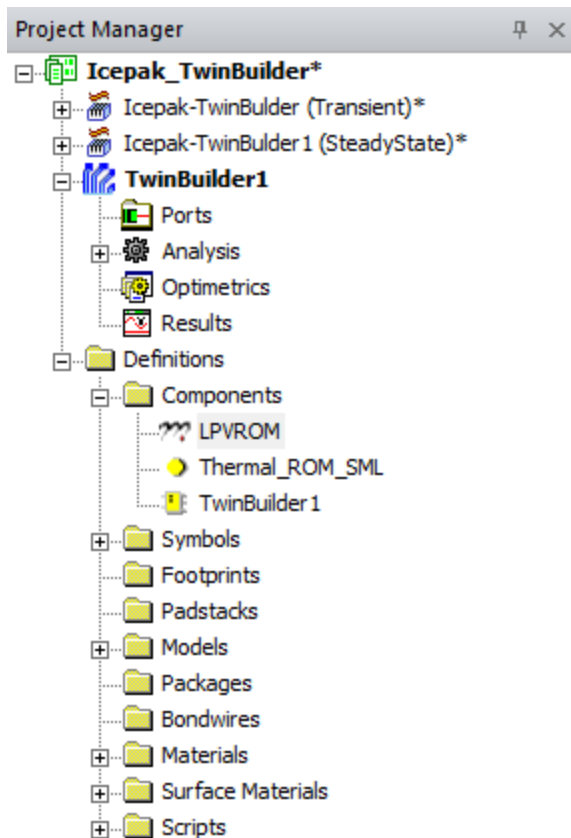 Project Manager
Icepak_TwinBuilder*
Icepak-TwinBulder (Transient)*
Icepak-TwinBuilder1 (SteadyState)*
TwinBuilder1
Ports
Analysis
Optimetrics
Results
Definitions
Components
LPVROM
Thermal_ROM_SML
TwinBuilder1
Symbols
Footprints
Padstacks
Models
Packages
Bondwires
Materials
Surface Materials
Scripts